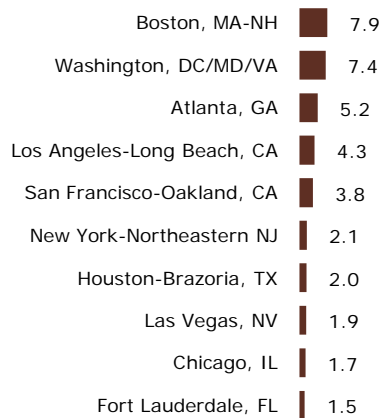 Boston, MA-NH 7.9
Washington, DC/MD/VA 7.4
Atlanta, GA 5.2
Los Angeles-Long Beach, CA 4.3
San Francisco-Oakland, CA 3.8
New York-Northeastern NJ 2.1
Houston-Brazoria, TX 2.0
Las Vegas, NV 1.9
Chicago, IL 1.7
Fort Lauderdale, FL 1.5